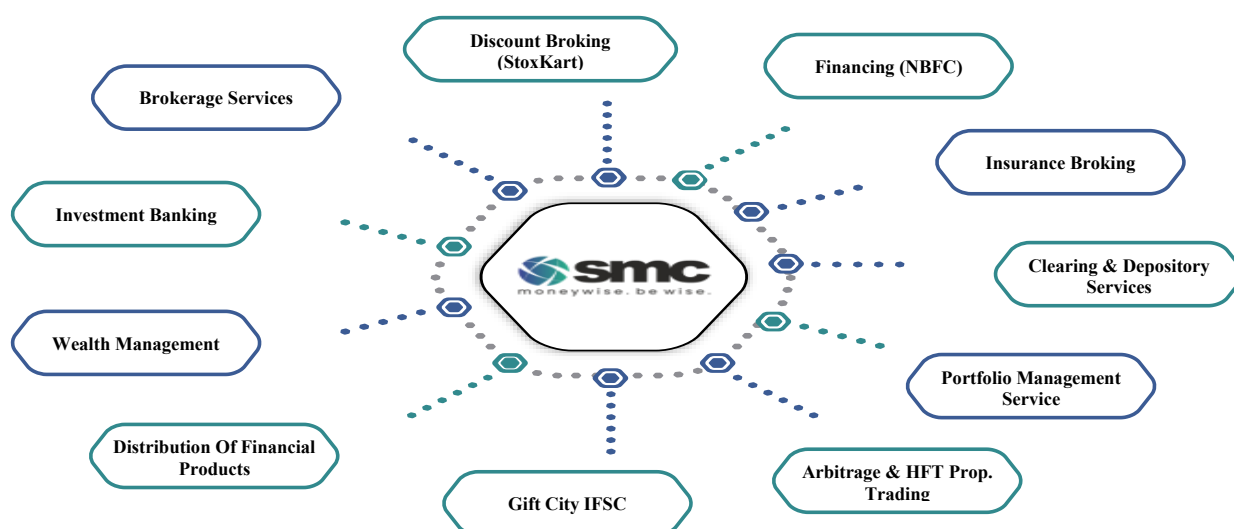 Discount Broking
(StoxKart)
Financing (NBFC)
Brokerage Services
Insurance Broking
Investment Banking
smc
moneywise. be wise.
Clearing & Depository
Services
Wealth Management
Portfolio Management
Service
Distribution Of Financial
Products
Arbitrage & HFT Prop.
Trading
Gift City IFSC